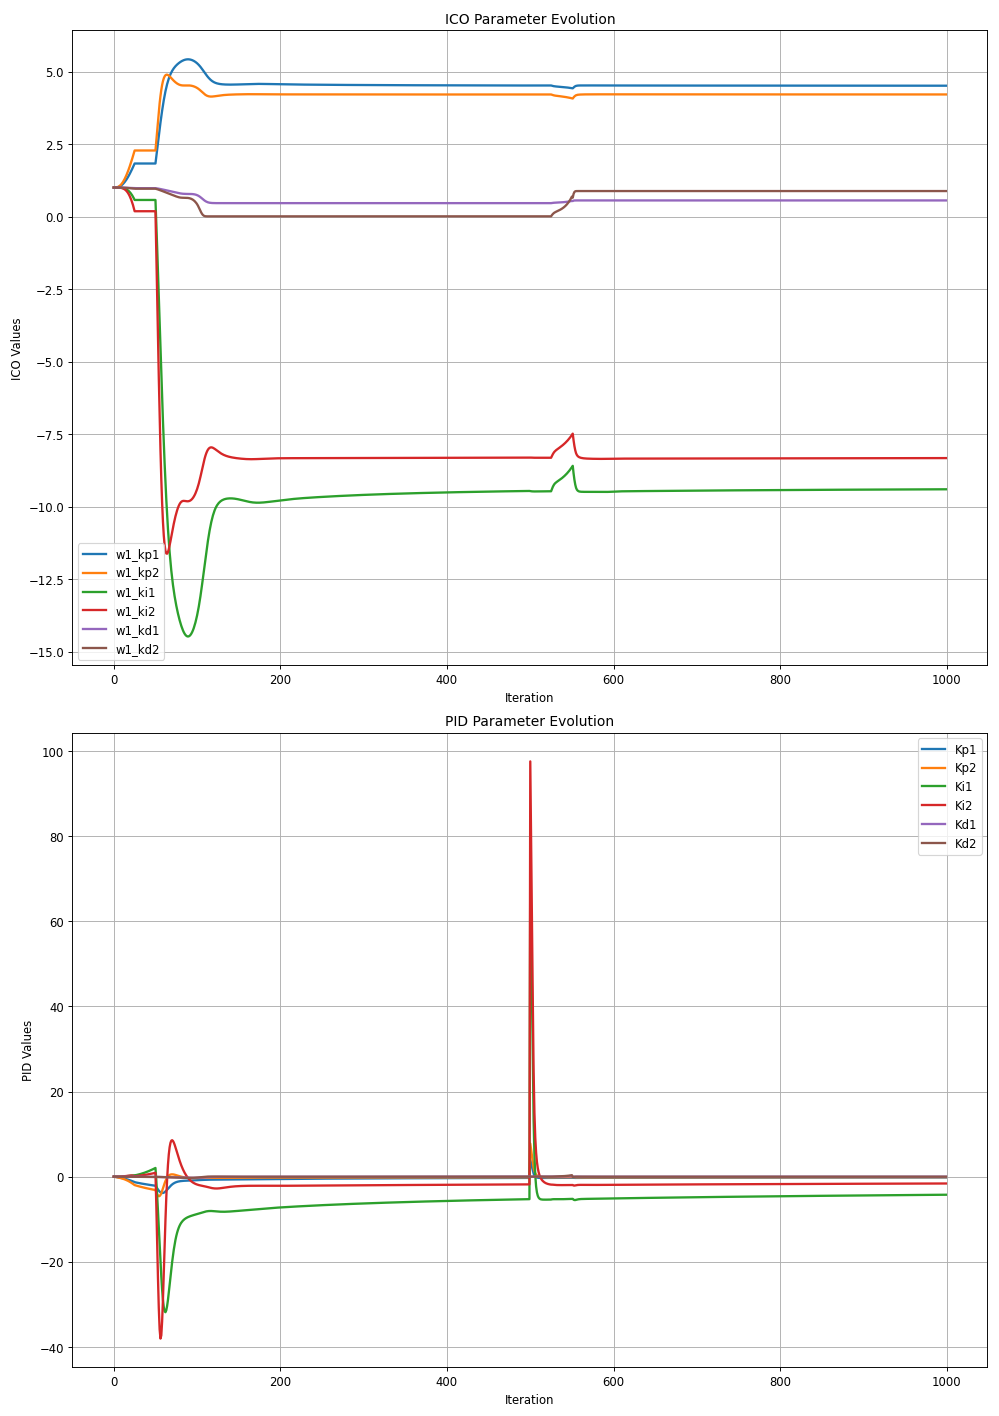 ICO Parameter Evolution
5.0
2.5
0.0
−2.5
−5.0
−7.5
−10.0
−12.5
−15.0
ICO Values
w1_kp1
w1_kp2
w1_ki1
w1_ki2
w1_kd1
w1_kd2
0 200 400 600 800 1000
Iteration
PID Parameter Evolution
100
80
60
40
20
0
−20
−40
PID Values
Kp1
Kp2
Ki1
Ki2
Kd1
Kd2
0 200 400 600 800 1000
Iteration